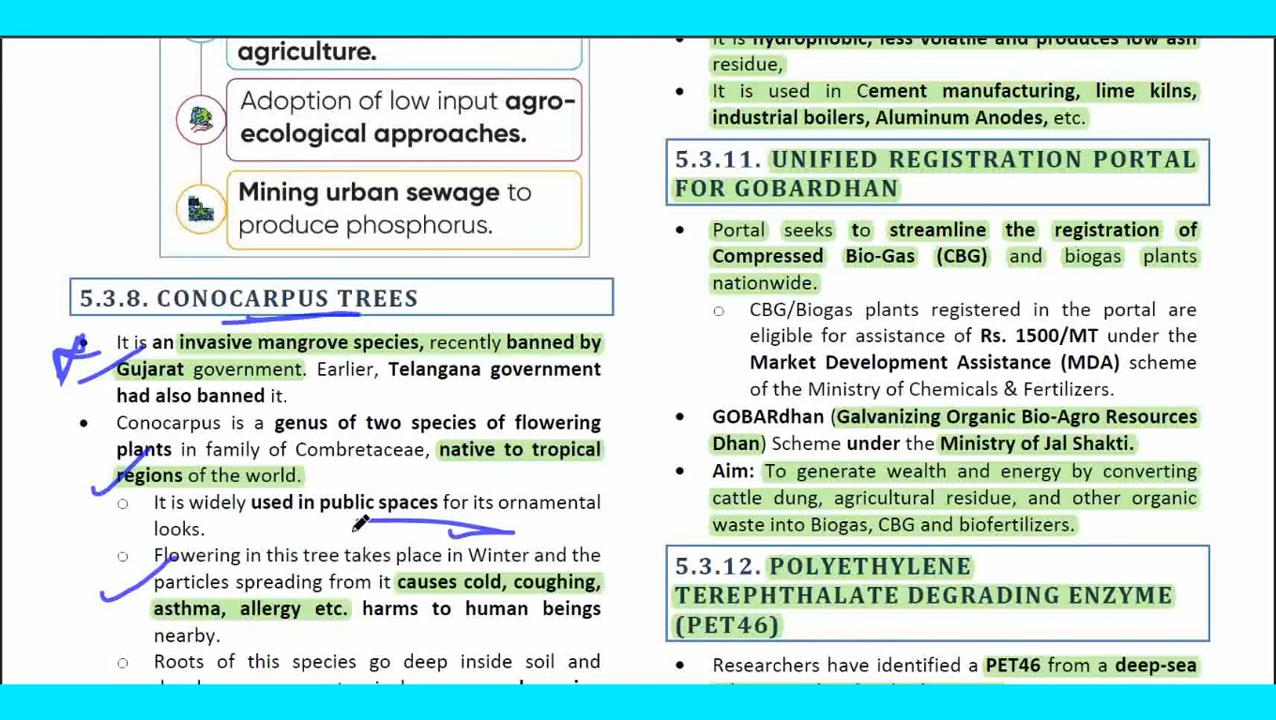 agriculture.
Adoption of low input agro-
ecological approaches.
Mining urban sewage to
produce phosphorus.
5.3.8. CONOCARPUS TREES
It is an invasive mangrove species, recently banned by
Gujarat government. Earlier, Telangana government
had also banned it.
Conocarpus is a genus of two species of flowering
plants in family of Combretaceae, native to tropical
regions of the world.
It is widely used in public spaces for its ornamental
looks.
Flowering in this tree takes place in Winter and the
particles spreading from it causes cold, coughing,
asthma, allergy etc. harms to human beings
nearby.
Roots of this species go deep inside soil and
It is hydrophobic, less volatile and produces low ash
residue,
It is used in Cement manufacturing, lime kilns,
industrial boilers, Aluminum Anodes, etc.
5.3.11. UNIFIED REGISTRATION PORTAL
FOR GOBARDHAN
Portal seeks to streamline the registration of
Compressed Bio-Gas (CBG) and biogas plants
nationwide.
CBG/Biogas plants registered in the portal are
eligible for assistance of Rs. 1500/MT under the
Market Development Assistance (MDA) scheme
of the Ministry of Chemicals & Fertilizers.
GOBARdhan (Galvanizing Organic Bio-Agro Resources
Dhan) Scheme under the Ministry of Jal Shakti.
Aim: To generate wealth and energy by converting
cattle dung, agricultural residue, and other organic
waste into Biogas, CBG and biofertilizers.
5.3.12. POLYETHYLENE
TEREPHTHALATE DEGRADING ENZYME
(PET46)
Researchers have identified a PET46 from a deep-sea